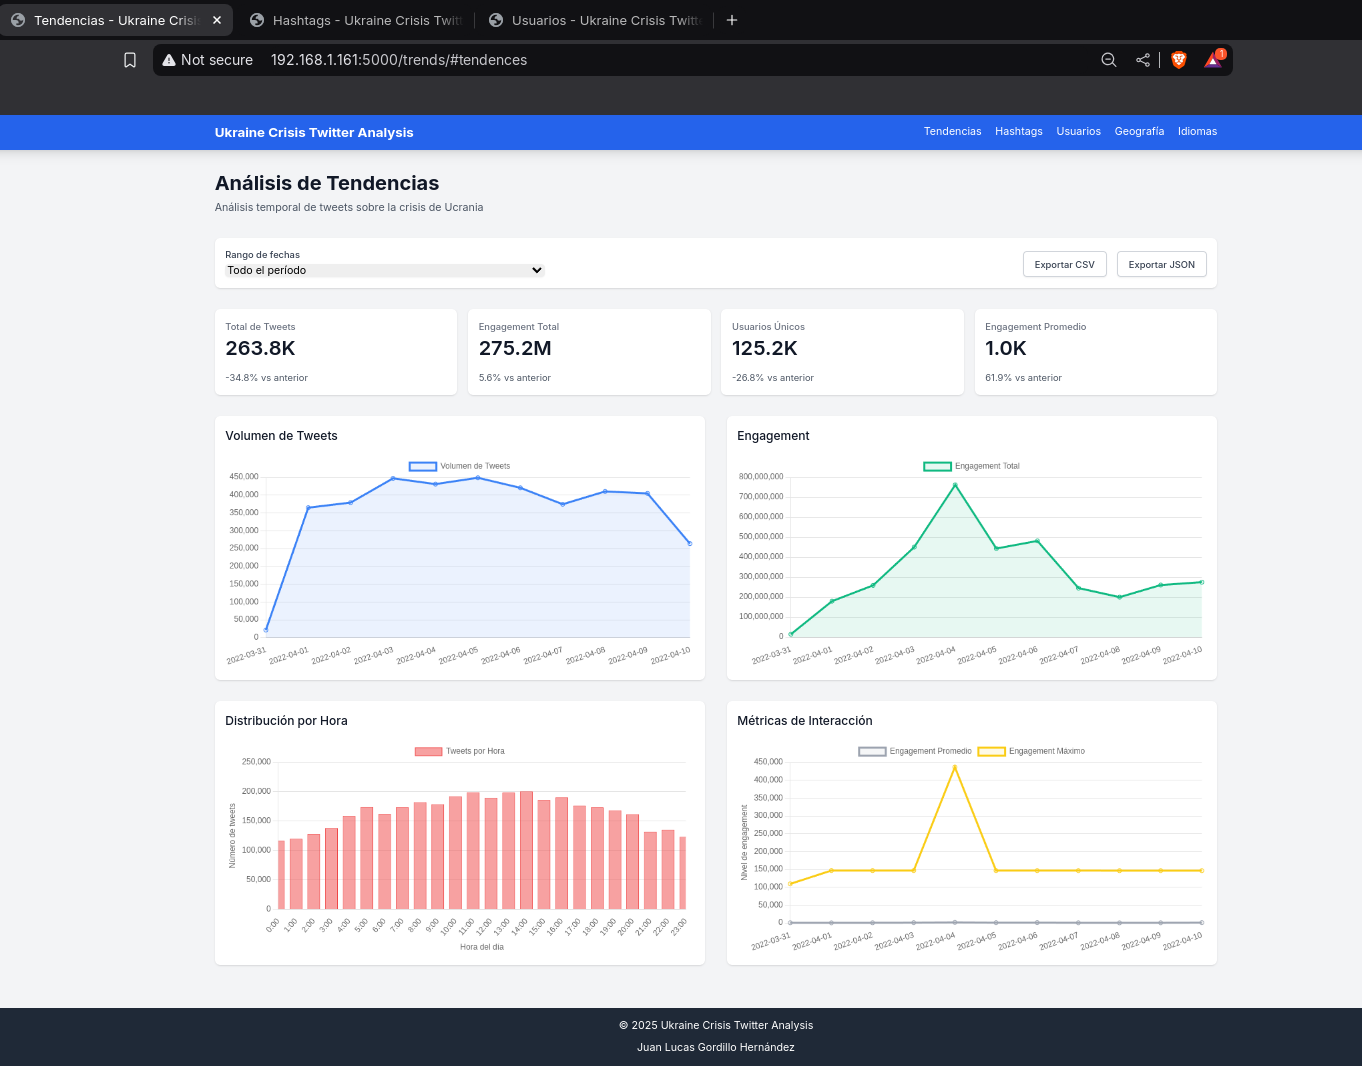 Tendencias - Ukraine Crisi
Hashtags - Ukraine Crisis Twitt
Usuarios - Ukraine Crisis Twitte
Not secure 192.168.1.161:5000/trends/#tendences
1
Ukraine Crisis Twitter Analysis
Tendencias Hashtags Usuarios Geografía Idiomas
Análisis de Tendencias
Análisis temporal de tweets sobre la crisis de Ucrania
Rango de fechas
Todo el período
Exportar CSV Exportar JSON
Total de Tweets
263.8K
-34.8% vs anterior
Engagement Total
275.2M
5.6% vs anterior
Usuarios Únicos
125.2K
-26.8% vs anterior
Engagement Promedio
1.0K
61.9% vs anterior
Volumen de Tweets
Volumen de Tweets
450,000
400,000
350,000
300,000
250,000
200,000
150,000
100,000
50,000
0
2022-03-31 2022-04-01 2022-04-02 2022-04-03 2022-04-04 2022-04-05 2022-04-06 2022-04-07 2022-04-08 2022-04-09 2022-04-10
Engagement
Engagement Total
800,000,000
700,000,000
600,000,000
500,000,000
400,000,000
300,000,000
200,000,000
100,000,000
0
2022-03-31 2022-04-01 2022-04-02 2022-04-03 2022-04-04 2022-04-05 2022-04-06 2022-04-07 2022-04-08 2022-04-09 2022-04-10
Distribución por Hora
Tweets por Hora
Número de tweets
250,000
200,000
150,000
100,000
50,000
0
0:00 1:00 2:00 3:00 4:00 5:00 6:00 7:00 8:00 9:00 10:00 11:00 12:00 13:00 14:00 15:00 16:00 17:00 18:00 19:00 20:00 21:00 22:00 23:00
Hora del día
Métricas de Interacción
Engagement Promedio Engagement Máximo
Nivel de engagement
450,000
400,000
350,000
300,000
250,000
200,000
150,000
100,000
50,000
0
2022-03-31 2022-04-01 2022-04-02 2022-04-03 2022-04-04 2022-04-05 2022-04-06 2022-04-07 2022-04-08 2022-04-09 2022-04-10
© 2025 Ukraine Crisis Twitter Analysis
Juan Lucas Gordillo Hernández